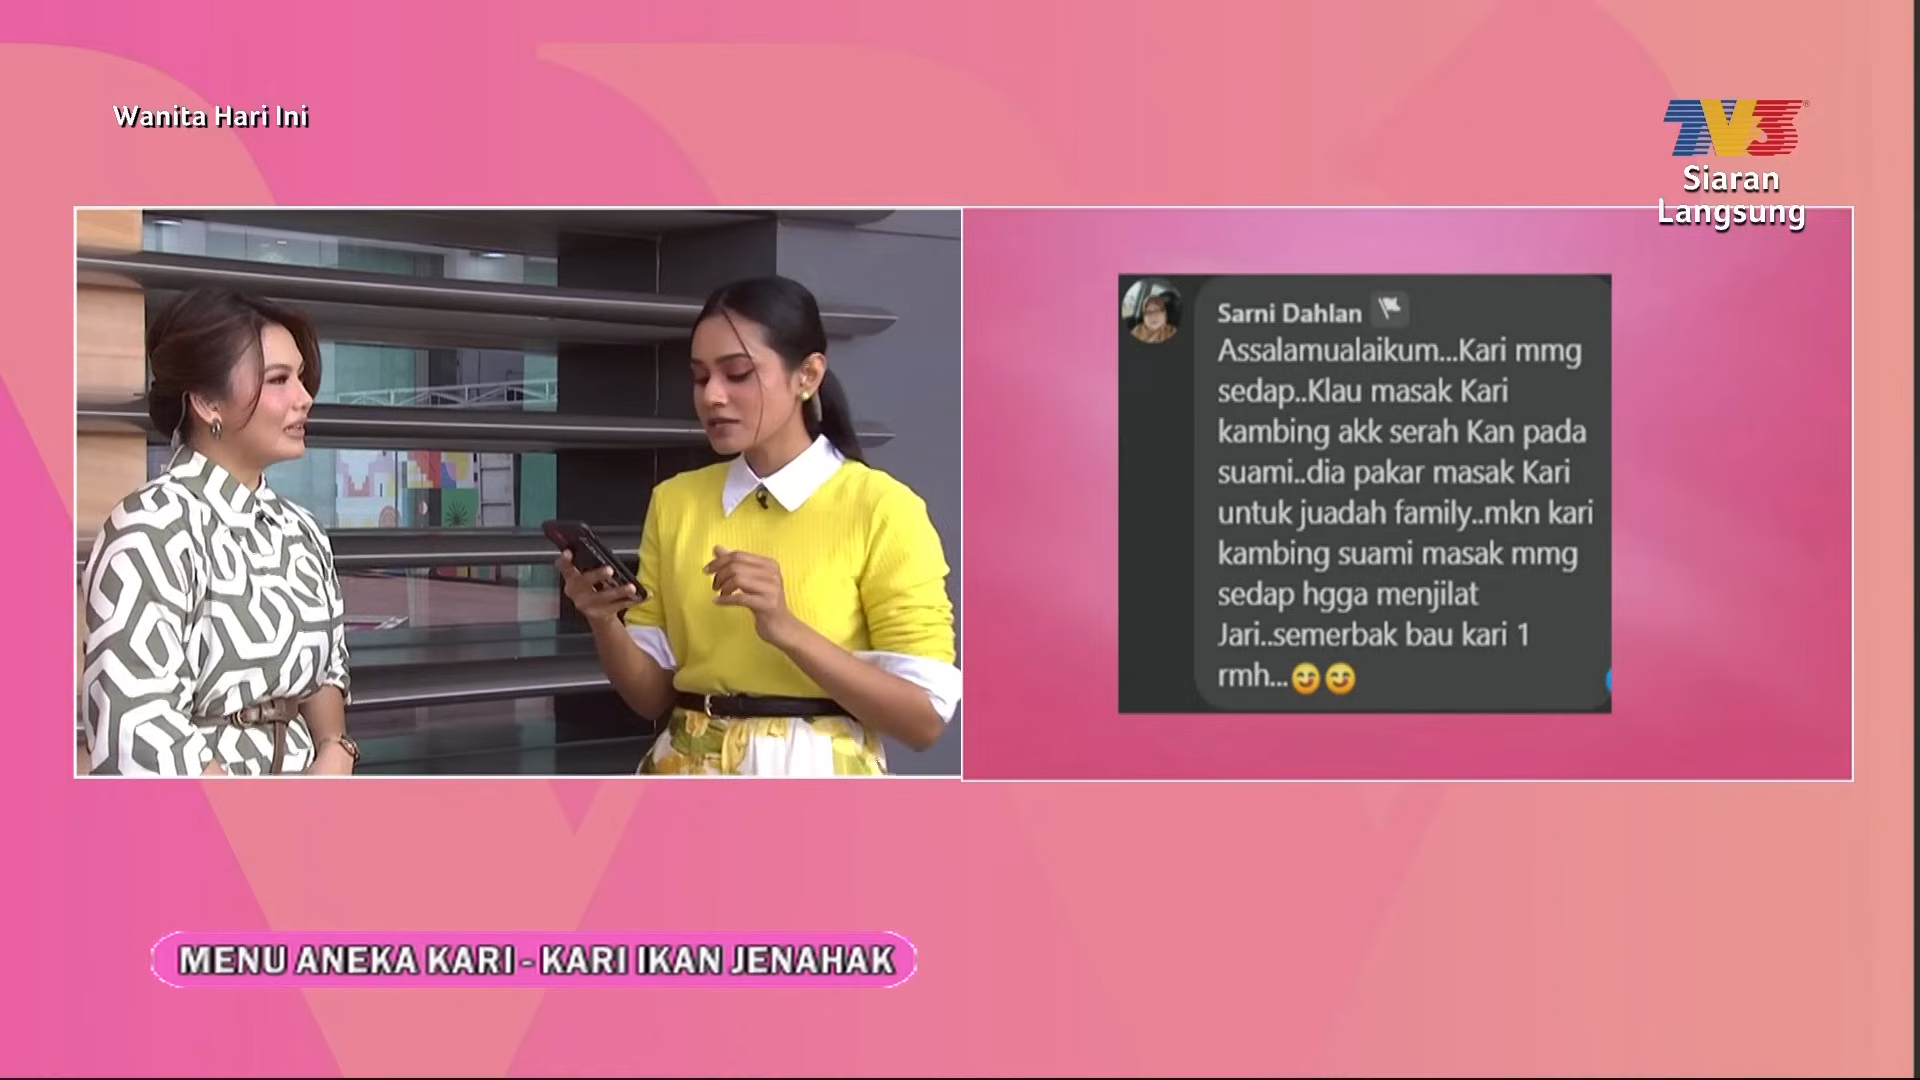 Wanita Hari Ini
TV3
Siaran
Langsung
Sarni Dahlan
Assalamualaikum...Kari mmg
sedap..Klau masak Kari
kambing akk serah Kan pada
suami..dia pakar masak Kari
untuk juadah family..mkn kari
kambing suami masak mmg
sedap hgga menjilat
Jari..semerbak bau kari 1
rmh...😋😋
MENU ANEKA KARI - KARI IKAN JENAHAK